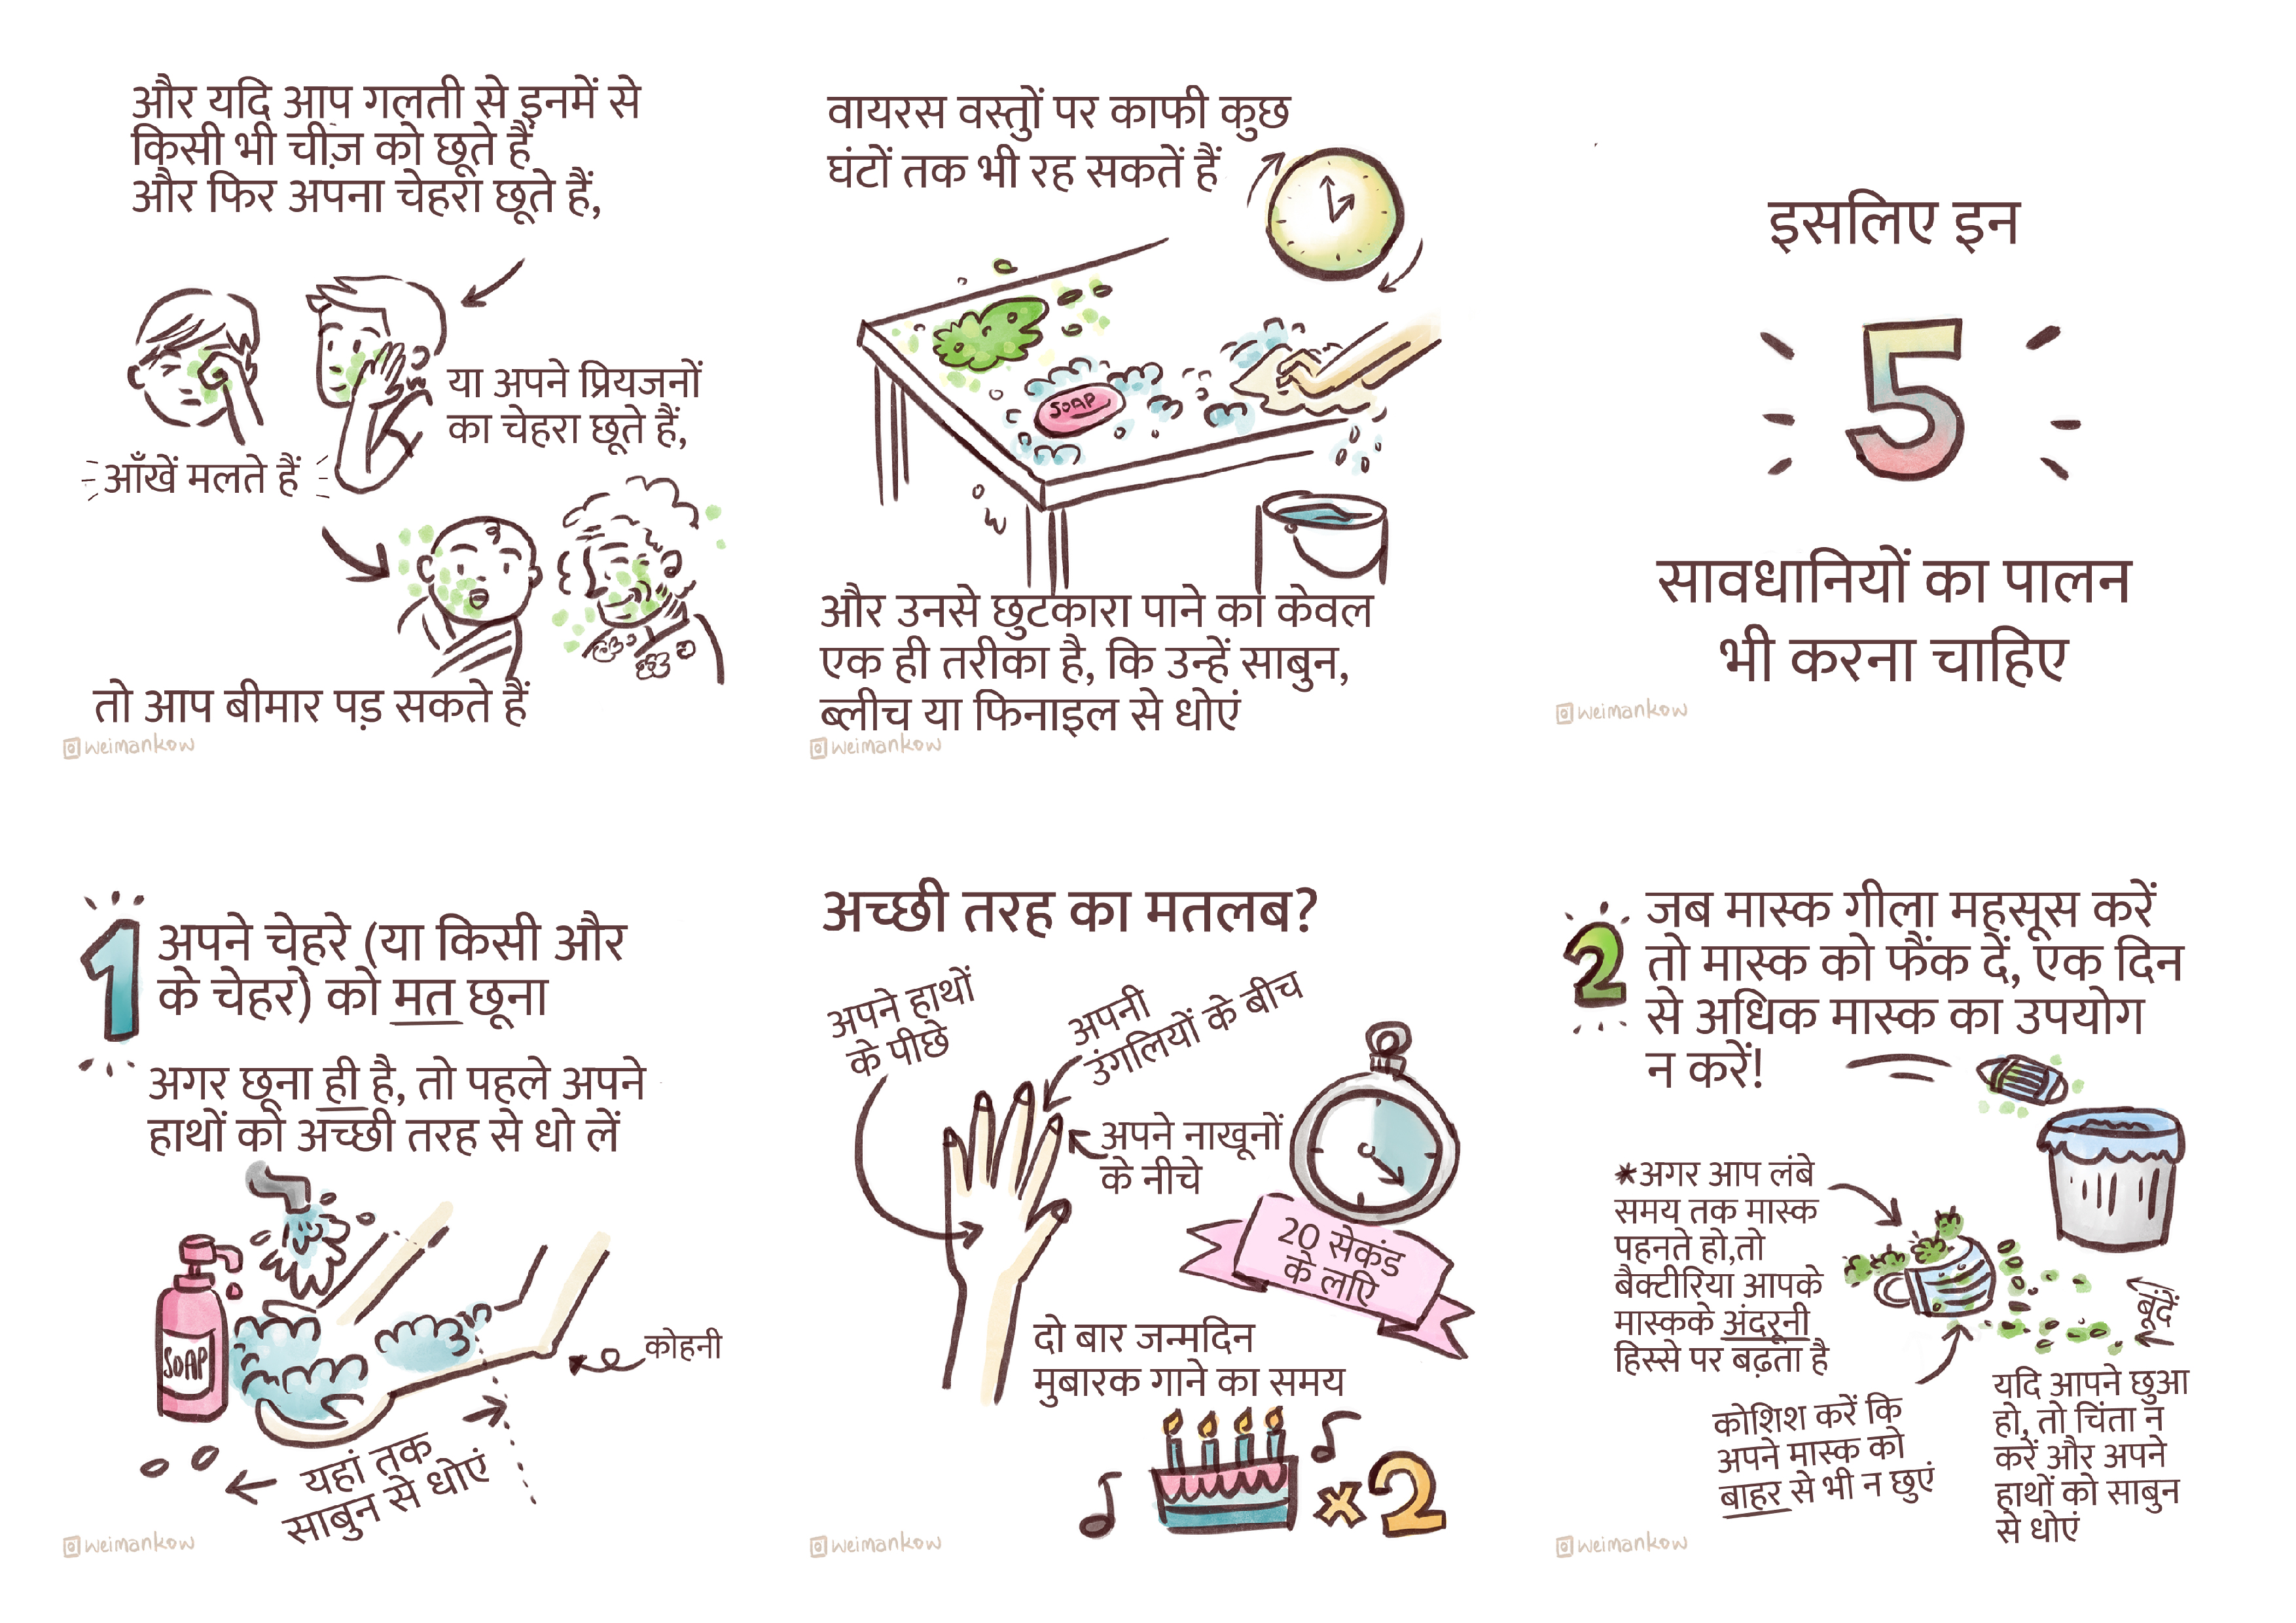 और यदि आप गलती से इनमें से
किसी भी चीज़ को छूते हैं
और फिर अपना चेहरा छूते हैं,
या अपने प्रियजनों
का चेहरा छूते हैं,
आँखें मलते हैं
तो आप बीमार पड़ सकते हैं
weimankow
वायरस वस्तुों पर काफी कुछ
घंटों तक भी रह सकतें हैं
SOAP
और उनसे छुटकारा पाने का केवल
एक ही तरीका है, कि उन्हें साबुन,
ब्लीच या फिनाइल से धोएं
weimankow
इसलिए इन
5
सावधानियों का पालन
भी करना चाहिए
weimankow
1
अपने चेहरे (या किसी और
के चेहरे) को मत छूना
अगर छूना ही है, तो पहले अपने
हाथों को अच्छी तरह से धो लें
SOAP
कोहनी
यहां तक
साबुन से धोएं
weimankow
अच्छी तरह का मतलब?
अपने हाथों
के पीछे
अपनी
उंगलियों के बीच
अपने नाखूनों
के नीचे
20 सेकंड
के लिए
दो बार जन्मदिन
मुबारक गाने का समय
x2
weimankow
2
जब मास्क गीला महसूस करें
तो मास्क को फैंक दें, एक दिन
से अधिक मास्क का उपयोग
न करें!
*अगर आप लंबे
समय तक मास्क
पहनते हो,तो
बैक्टीरिया आपके
मास्कके अंदरूनी
हिस्से पर बढ़ता है
बूंदें
कोशिश करें कि
अपने मास्क को
बाहर से भी न छुएं
यदि आपने छुआ
हो, तो चिंता न
करें और अपने
हाथों को साबुन
से धोएं
weimankow